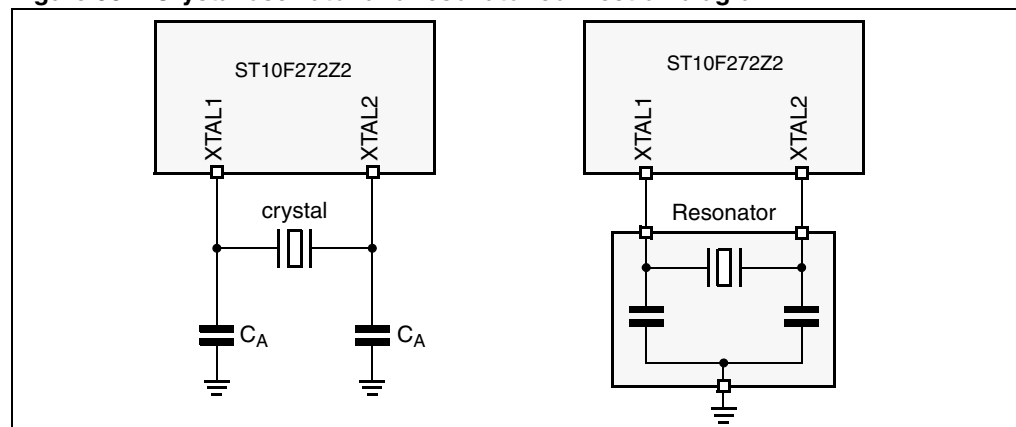 ST10F272Z2
XTAL1
XTAL2
crystal
CA
CA
ST10F272Z2
XTAL1
XTAL2
Resonator